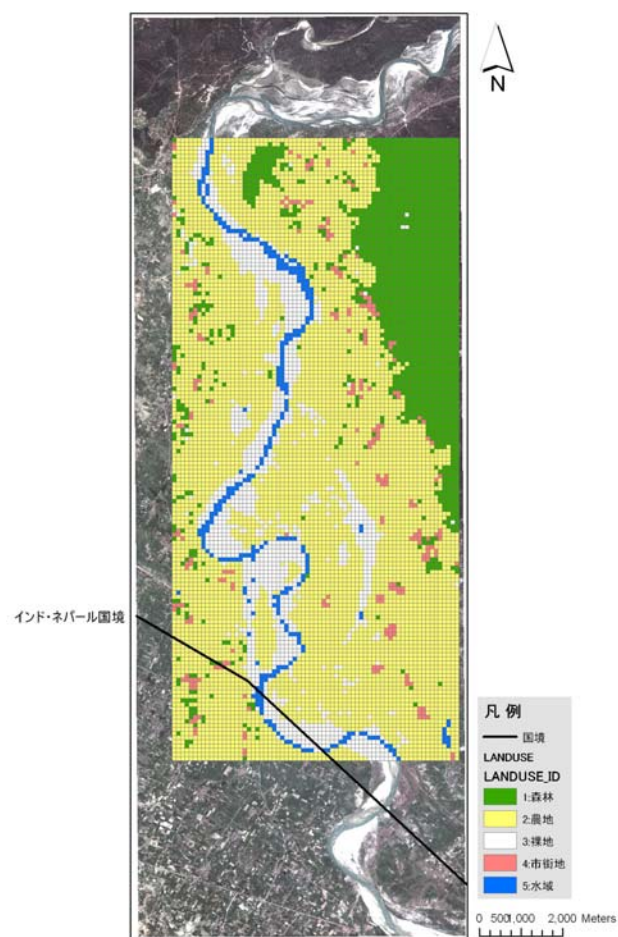 N
インド・ネパール国境
凡 例
国境
LANDUSE
LANDUSE_ID
1:森林
2:農地
3:裸地
4:市街地
5:水域
0 500 1,000 2,000 Meters